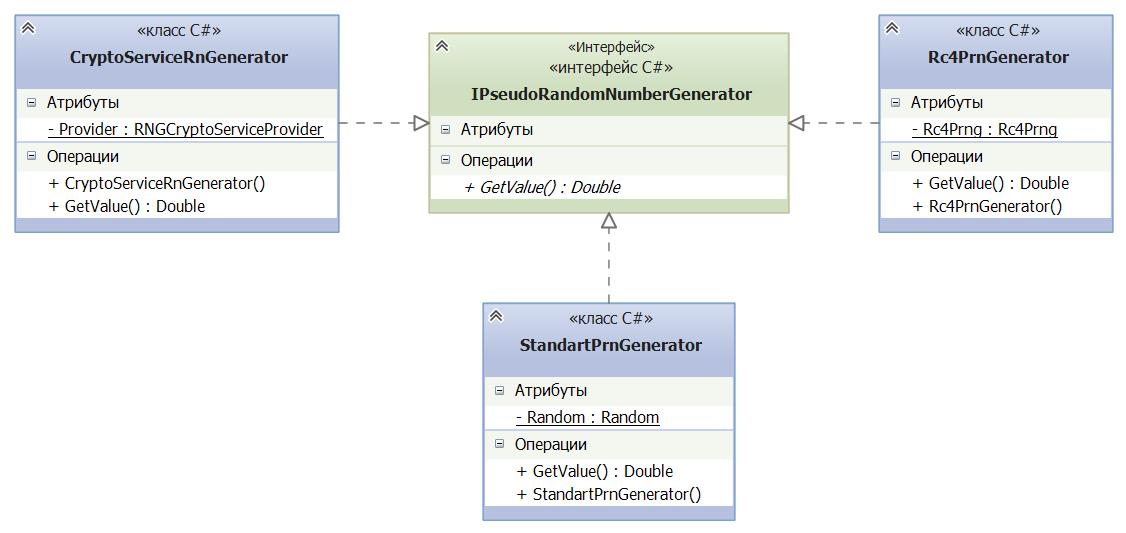 «класс C#»
CryptoServiceRnGenerator
Атрибуты
- Provider : RNGCryptoServiceProvider
Операции
+ CryptoServiceRnGenerator()
+ GetValue() : Double
«Интерфейс»
«интерфейс C#»
IPseudoRandomNumberGenerator
Атрибуты
Операции
+ GetValue() : Double
«класс C#»
Rc4PrnGenerator
Атрибуты
- Rc4Prng : Rc4Prng
Операции
+ GetValue() : Double
+ Rc4PrnGenerator()
«класс C#»
StandartPrnGenerator
Атрибуты
- Random : Random
Операции
+ GetValue() : Double
+ StandartPrnGenerator()